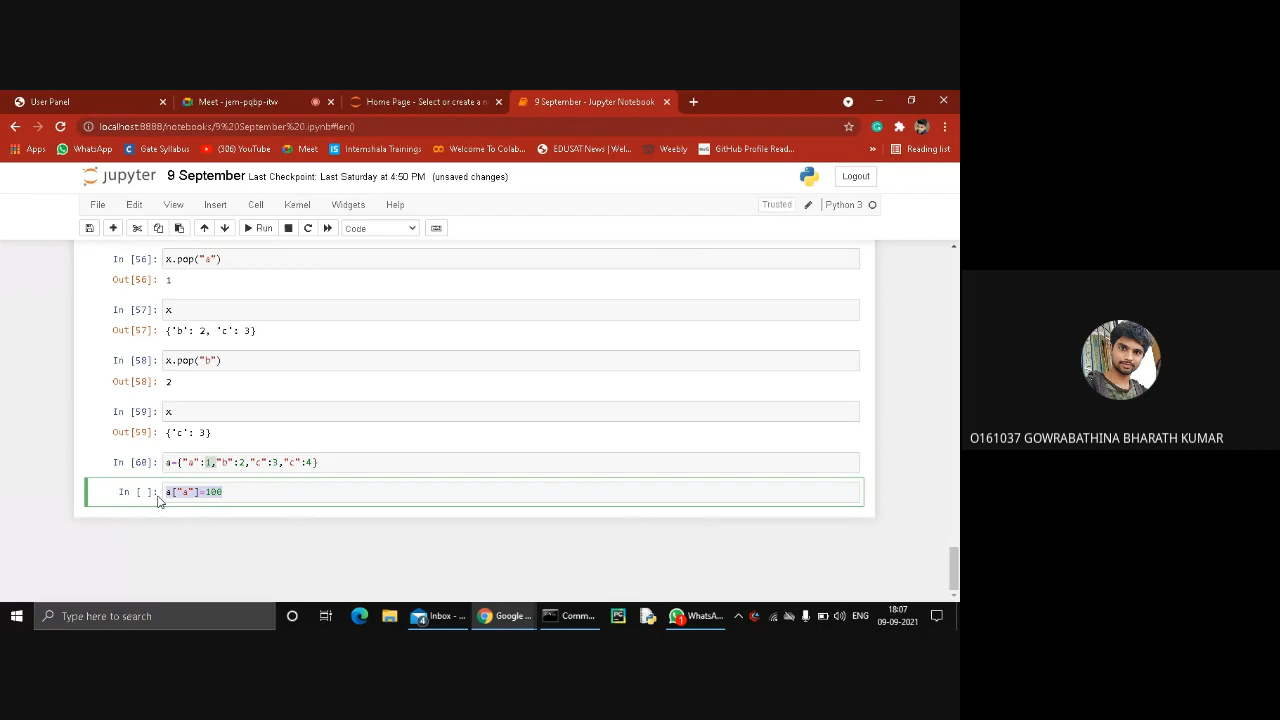 User Panel
Meet - jem-pqbp-itw
Home Page - Select or create a n
9 September - Jupyter Notebook
localhost:8888/notebooks/9%20September%20.ipynb#len()
Apps
WhatsApp
Gate Syllabus
(306) YouTube
Meet
IS
Internshala Trainings
Welcome To Colab...
EDUSAT News | Wel...
Weebly
GitHub Profile Read...
»
Reading list
jupyter 9 September Last Checkpoint: Last Saturday at 4:50 PM (unsaved changes)
Logout
File Edit View Insert Cell Kernel Widgets Help
Trusted
Python 3
Run
Code
In [56]: x.pop("a")
Out[56]: 1
In [57]: x
Out[57]: {'b': 2, 'c': 3}
In [58]: x.pop("b")
Out[58]: 2
In [59]: x
Out[59]: {'c': 3}
In [60]: a={"a":1,"b":2,"c":3,"c":4}
In [ ]: a["a"]=100
O161037 GOWRABATHINA BHARATH KUMAR
Type here to search
4
Inbox - ...
Google ...
Comm...
PC
1
WhatsA...
ENG
18:07
09-09-2021